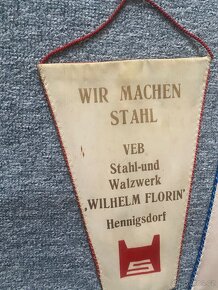 WIR MACHEN
STAHL
VEB
Stahl-und
Walzwerk
„WILHELM FLORIN"
Hennigsdorf